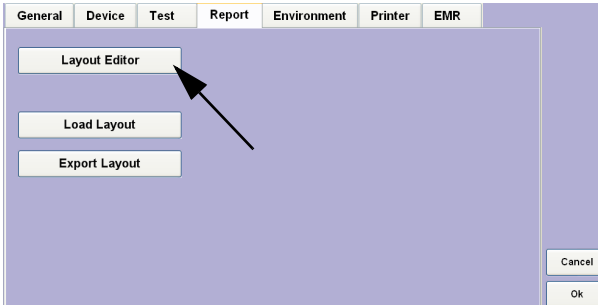 General Device Test Report Environment Printer EMR
Layout Editor
Load Layout
Export Layout
Cancel
Ok